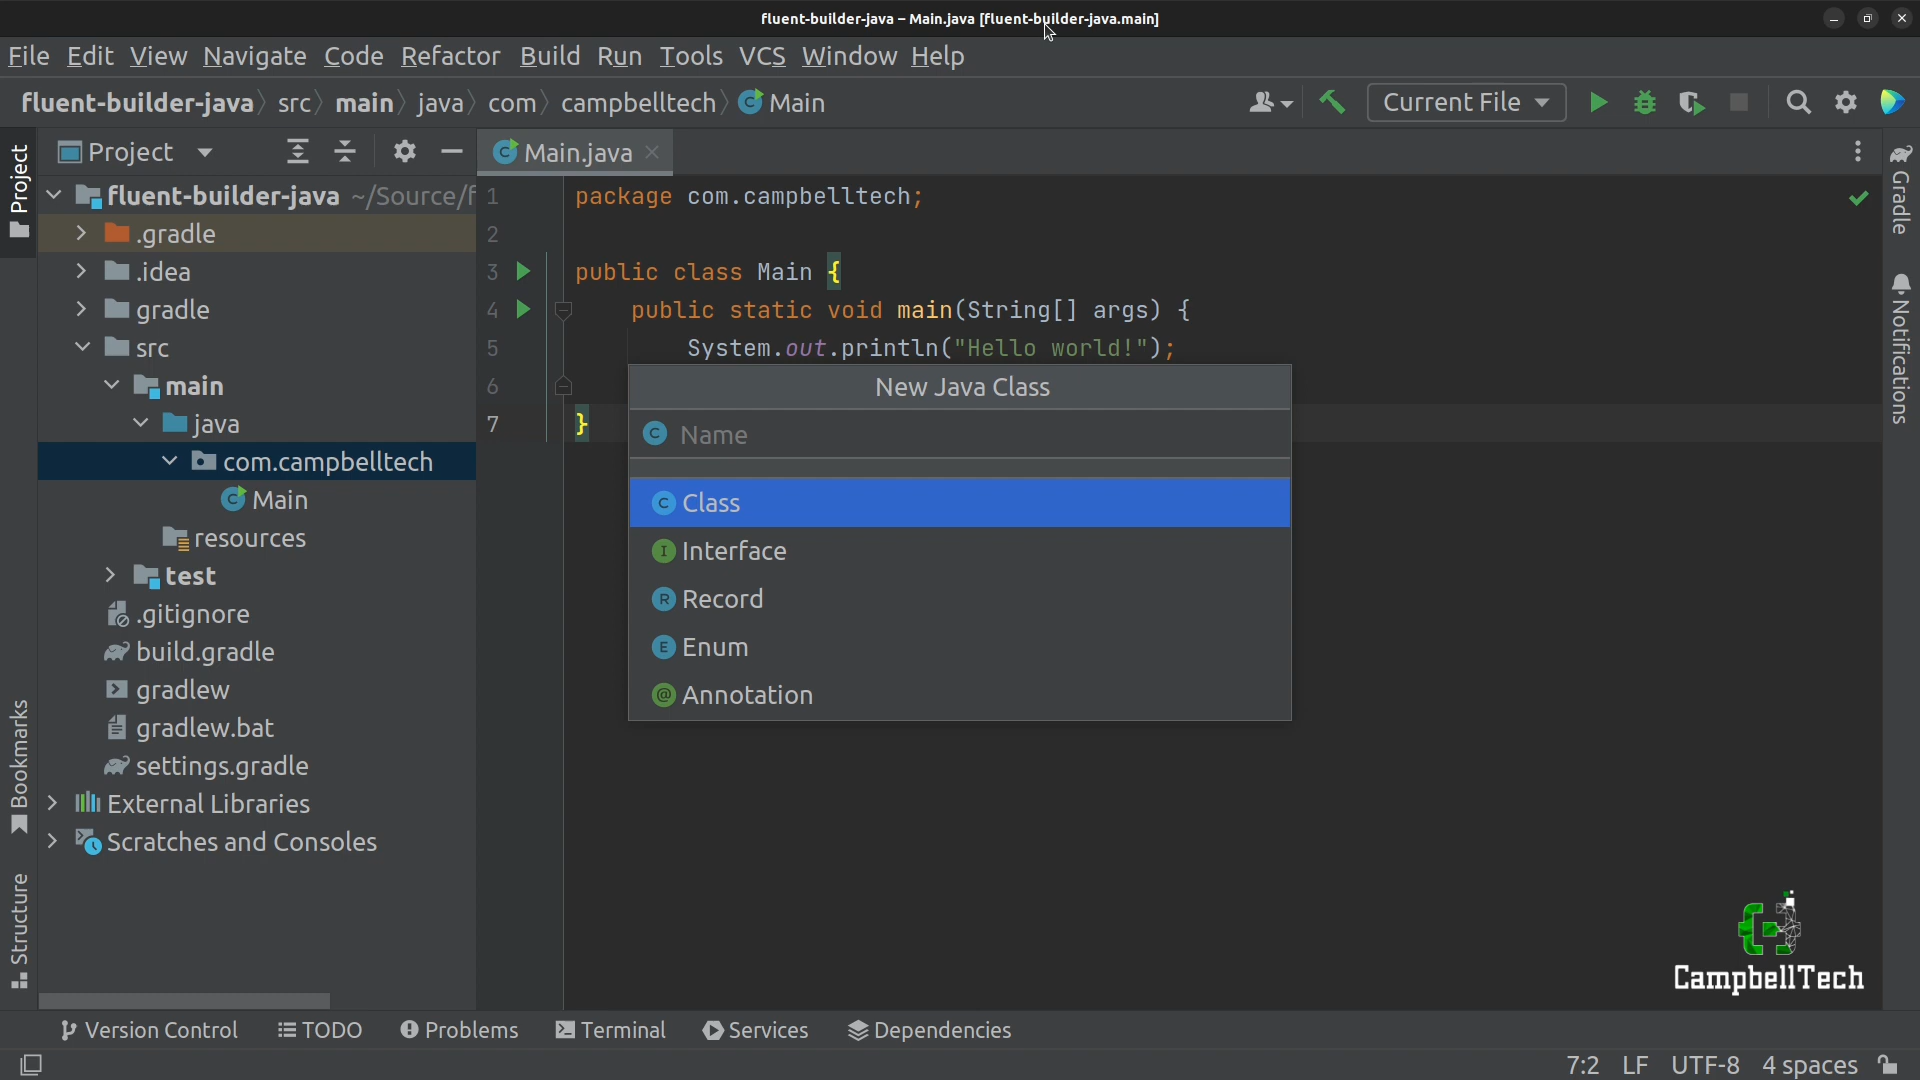 fluent-builder-java – Main.java [fluent-builder-java.main]
File Edit View Navigate Code Refactor Build Run Tools VCS Window Help
fluent-builder-java src main java com campbelltech Main
Current File
Project
Main.java
Project
Bookmarks
Structure
fluent-builder-java ~/Source/f
.gradle
.idea
gradle
src
main
java
com.campbelltech
Main
resources
test
.gitignore
build.gradle
gradlew
gradlew.bat
settings.gradle
External Libraries
Scratches and Consoles
1 package com.campbelltech;
2
3 public class Main {
4 public static void main(String[] args) {
5 System.out.println("Hello world!");
6
7 }
New Java Class
Name
Class
Interface
Record
Enum
Annotation
Gradle
Notifications
CampbellTech
Version Control TODO Problems Terminal Services Dependencies
7:2 LF UTF-8 4 spaces